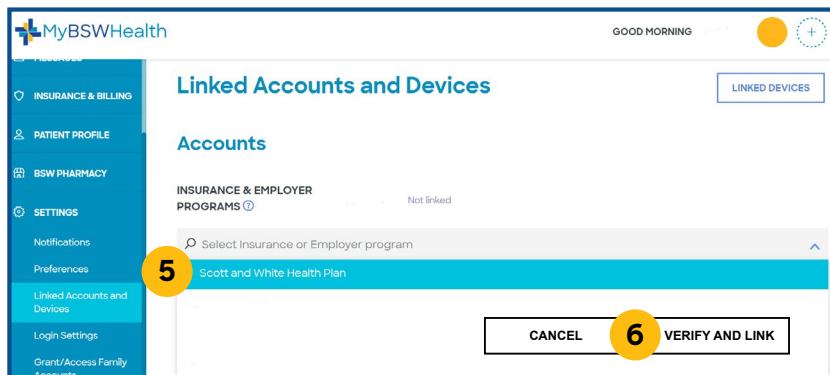 MyBSWHealth
GOOD MORNING
+
MESSAGES
INSURANCE & BILLING
PATIENT PROFILE
BSW PHARMACY
SETTINGS
Notifications
Preferences
Linked Accounts and
Devices
Login Settings
Grant/Access Family
Accounts
Linked Accounts and Devices
LINKED DEVICES
Accounts
INSURANCE & EMPLOYER
PROGRAMS ?
Not linked
Select Insurance or Employer program
5
Scott and White Health Plan
CANCEL
6
VERIFY AND LINK